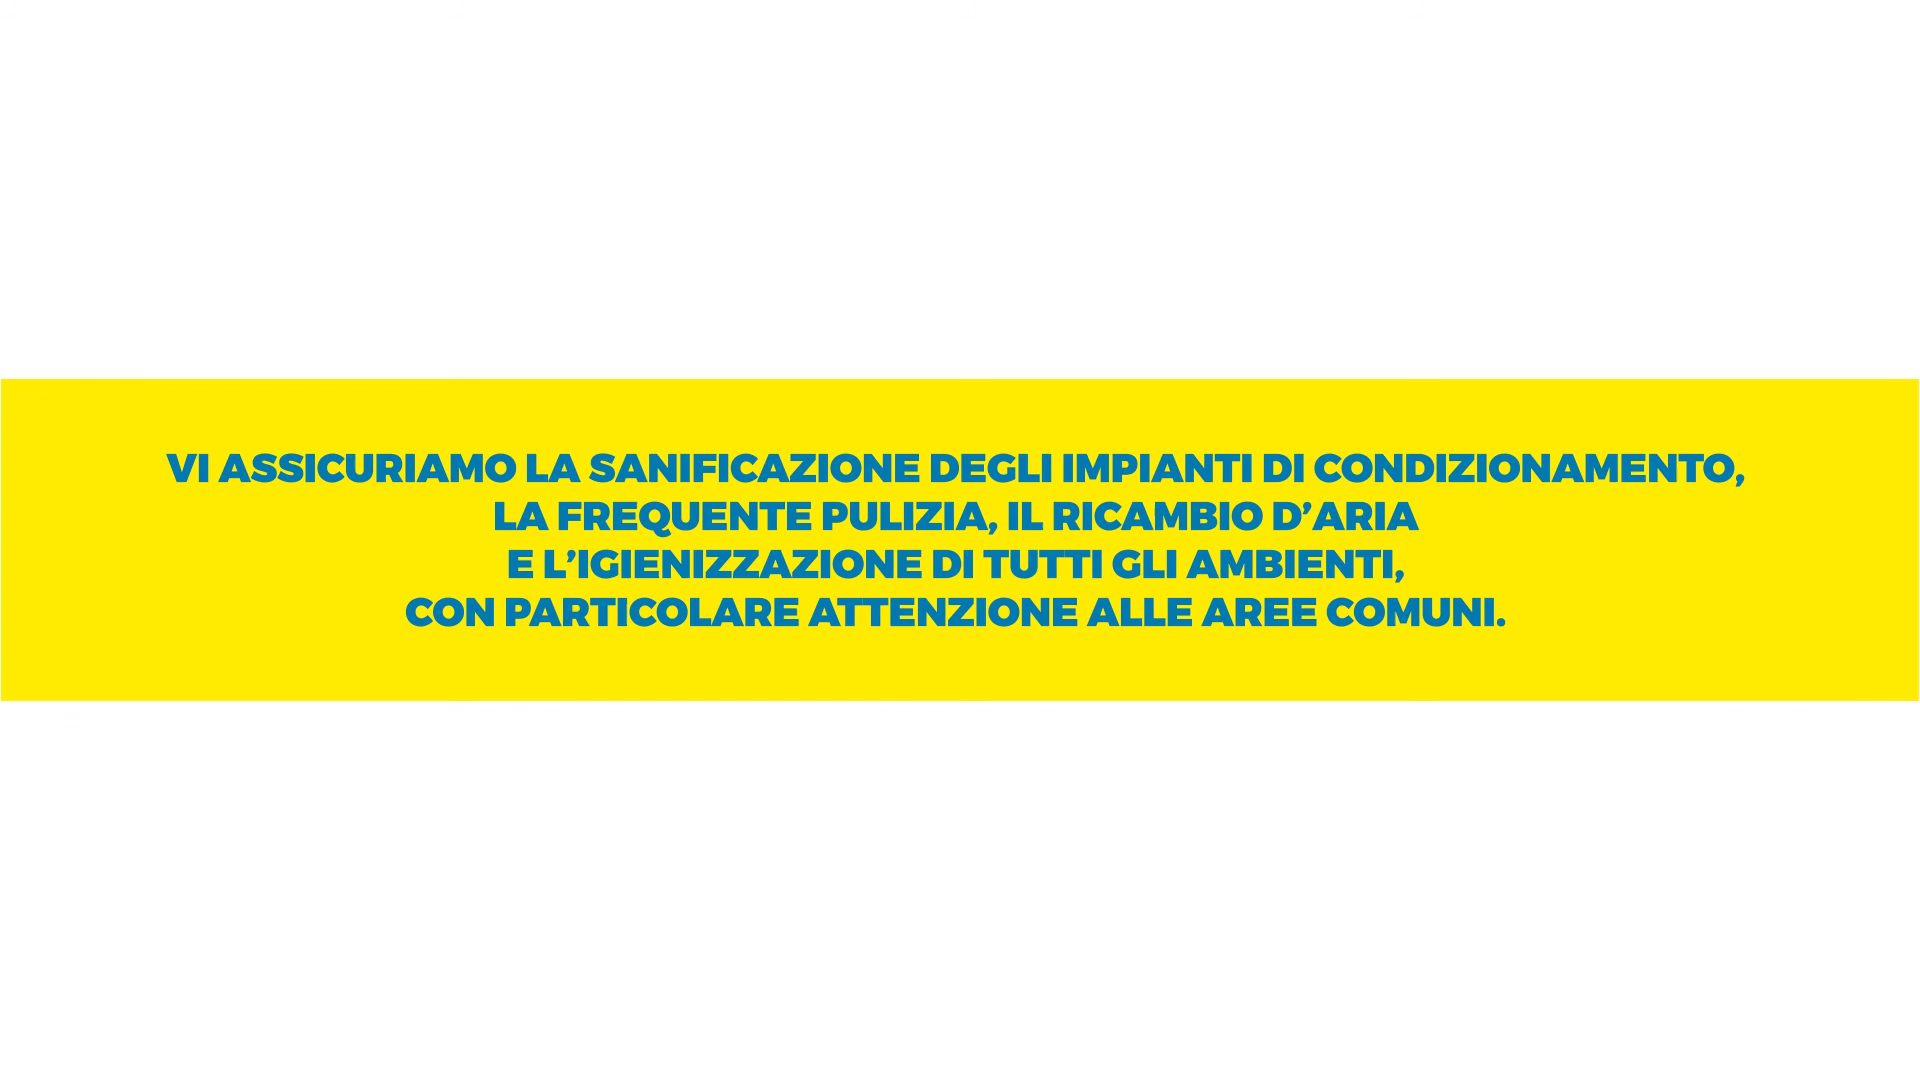 VI ASSICURIAMO LA SANIFICAZIONE DEGLI IMPIANTI DI CONDIZIONAMENTO,
LA FREQUENTE PULIZIA, IL RICAMBIO D’ARIA
E L’IGIENIZZAZIONE DI TUTTI GLI AMBIENTI,
CON PARTICOLARE ATTENZIONE ALLE AREE COMUNI.